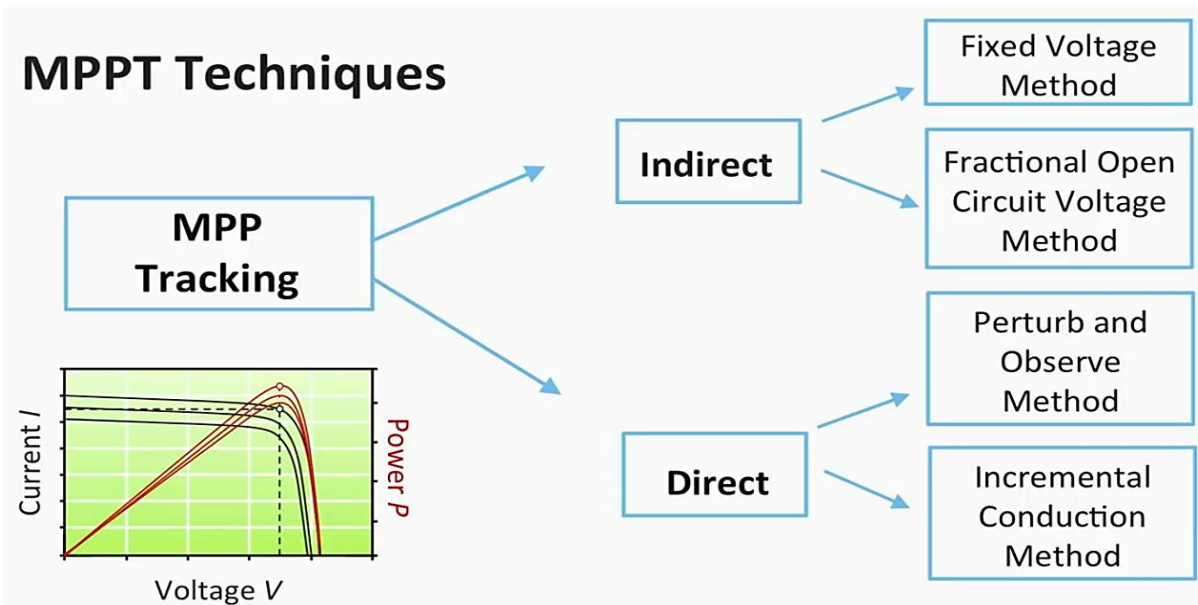 MPPT Techniques
MPP
Tracking
Indirect
Direct
Fixed Voltage
Method
Fractional Open
Circuit Voltage
Method
Perturb and
Observe
Method
Incremental
Conduction
Method
Current I
Power P
Voltage V